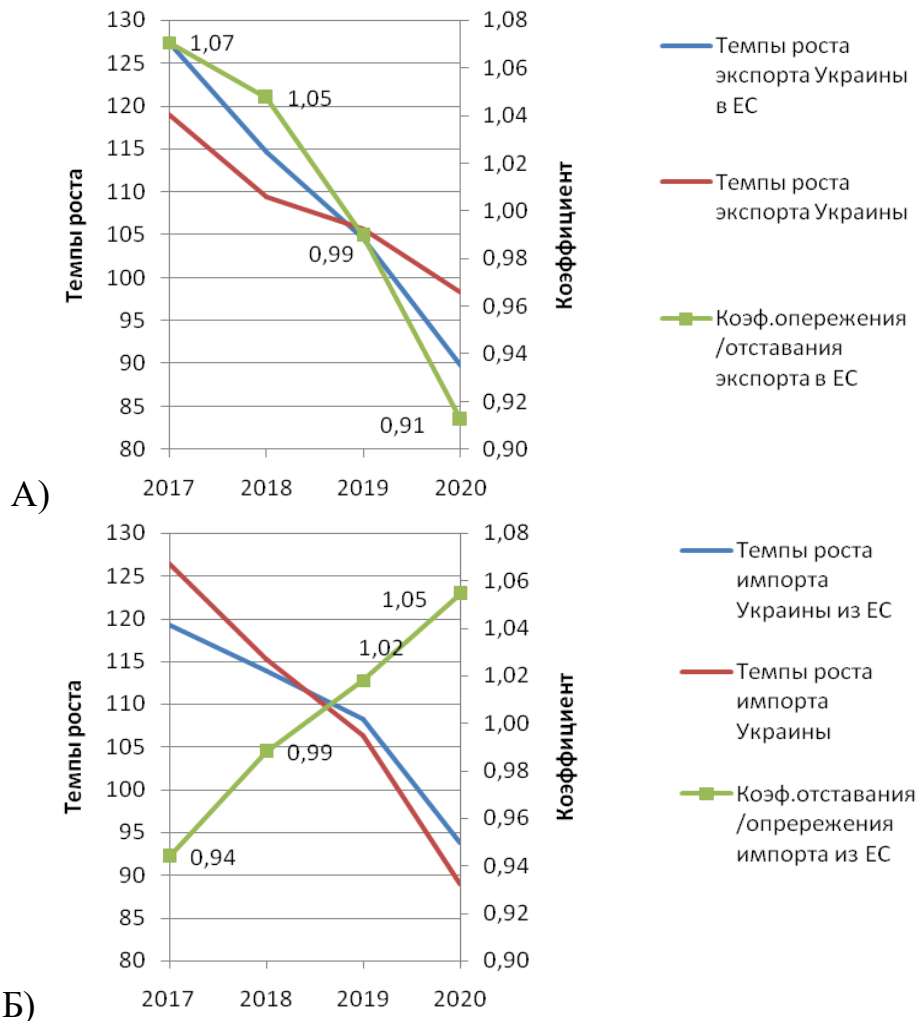 А)
Темпы роста
130
125
120
115
110
105
100
95
90
85
80
1,07
1,05
0,99
0,91
1,08
1,06
1,04
1,02
1,00
0,98
0,96
0,94
0,92
0,90
Коэффициент
2017 2018 2019 2020
Темпы роста
экспорта Украины
в ЕС
Темпы роста
экспорта Украины
Коэф.опережения
/отставания
экспорта в ЕС
Б)
Темпы роста
130
125
120
115
110
105
100
95
90
85
80
0,94
0,99
1,02
1,05
1,08
1,06
1,04
1,02
1,00
0,98
0,96
0,94
0,92
0,90
Коэффициент
2017 2018 2019 2020
Темпы роста
импорта
Украины из ЕС
Темпы роста
импорта
Украины
Коэф.отставания
/опрережения
импорта из ЕС